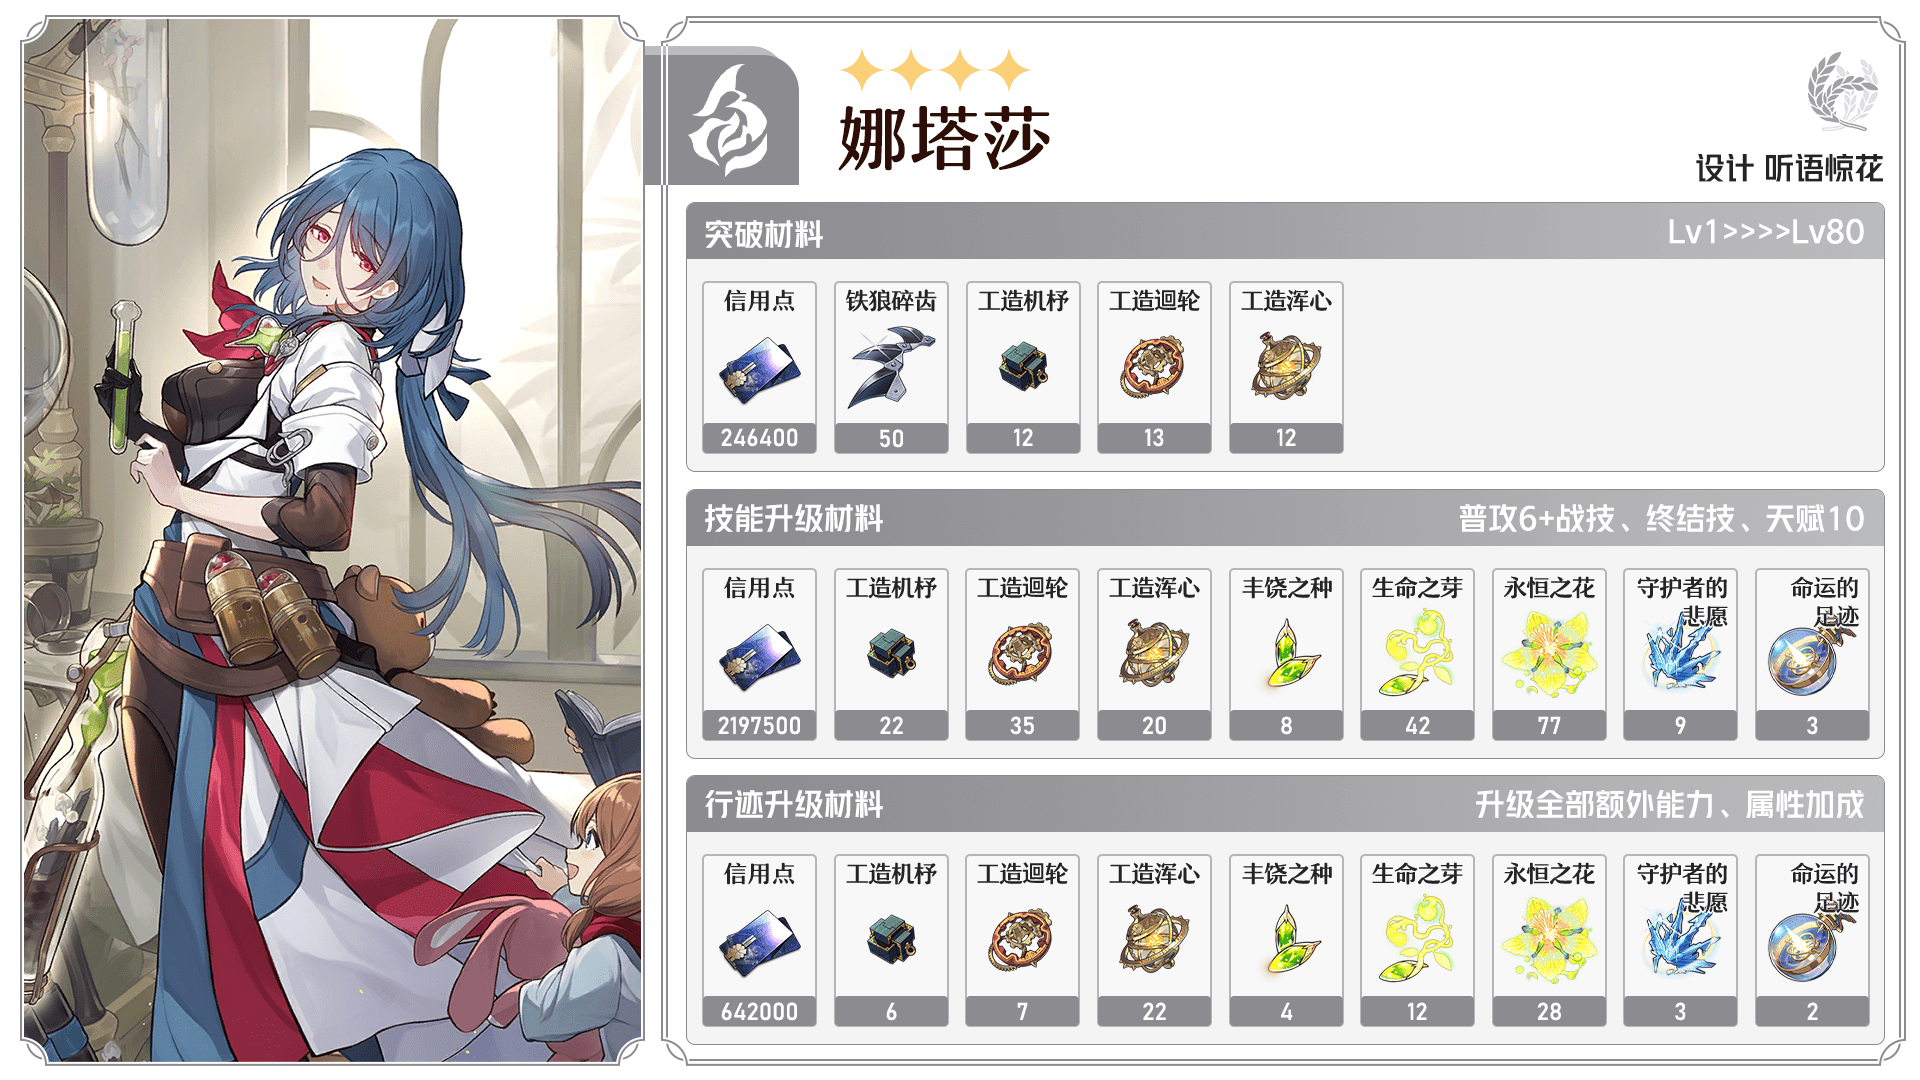 娜塔莎
设计 听语惊花
突破材料 Lv1>>>>Lv80
信用点 铁狼碎齿 工造机杼 工造迴轮 工造浑心
246400 50 12 13 12
技能升级材料 普攻6+战技、终结技、天赋10
信用点 工造机杼 工造迴轮 工造浑心 丰饶之种 生命之芽 永恒之花 守护者的 命运的
悲愿 足迹
2197500 22 35 20 8 42 77 9 3
行迹升级材料 升级全部额外能力、属性加成
信用点 工造机杼 工造迴轮 工造浑心 丰饶之种 生命之芽 永恒之花 守护者的 命运的
悲愿 足迹
642000 6 7 22 4 12 28 3 2